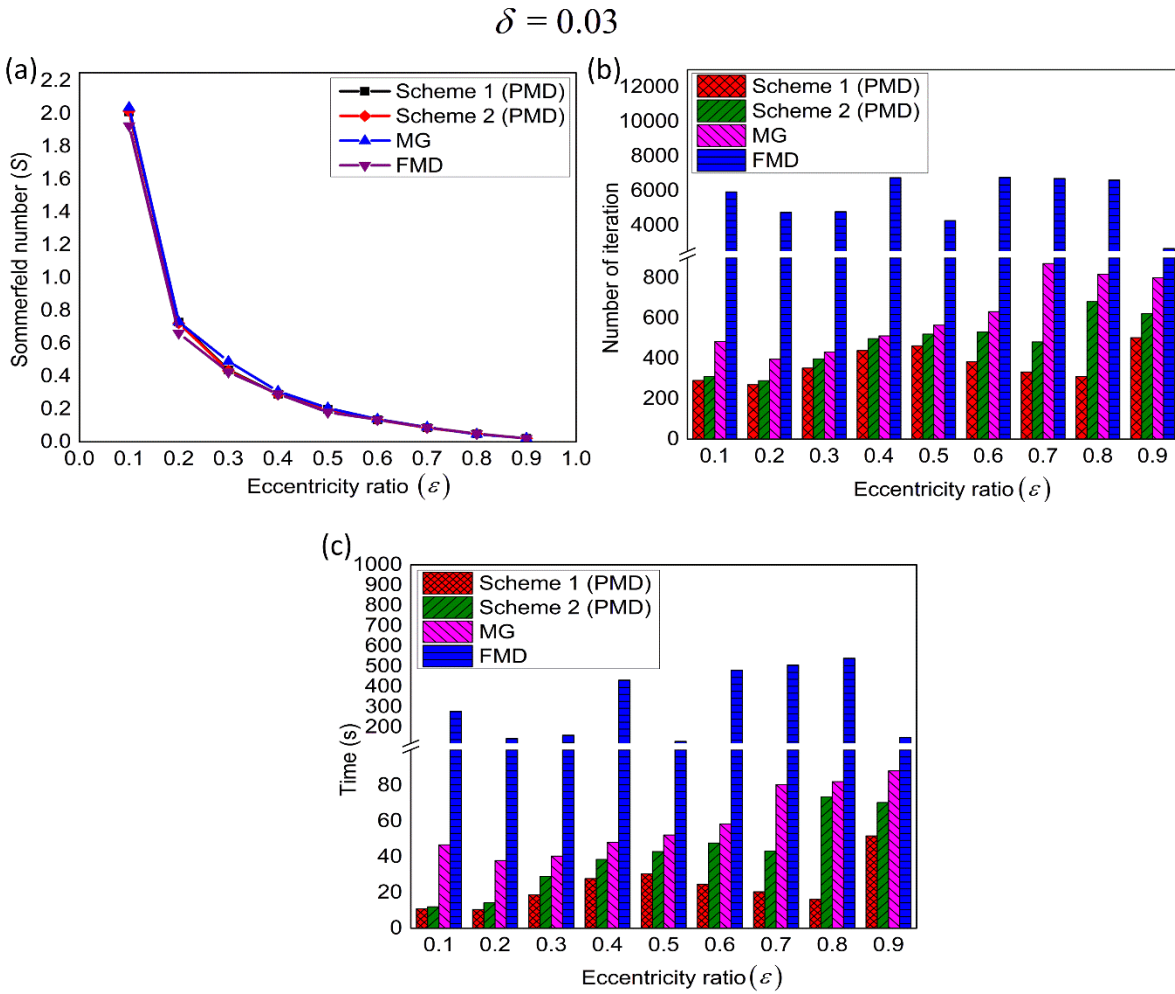 δ = 0.03
(a)
2.2
2.0
1.8
1.6
1.4
1.2
1.0
0.8
0.6
0.4
0.2
0.0
Sommerfeld number (S)
Scheme 1 (PMD)
Scheme 2 (PMD)
MG
FMD
0.0 0.1 0.2 0.3 0.4 0.5 0.6 0.7 0.8 0.9 1.0
Eccentricity ratio (ε)
(b)
12000
10000
8000
6000
4000
800
600
400
200
0
Number of iteration
Scheme 1 (PMD)
Scheme 2 (PMD)
MG
FMD
0.1 0.2 0.3 0.4 0.5 0.6 0.7 0.8 0.9
Eccentricity ratio (ε)
(c)
1000
900
800
700
600
500
400
300
200
80
60
40
20
0
Time (s)
Scheme 1 (PMD)
Scheme 2 (PMD)
MG
FMD
0.1 0.2 0.3 0.4 0.5 0.6 0.7 0.8 0.9
Eccentricity ratio (ε)